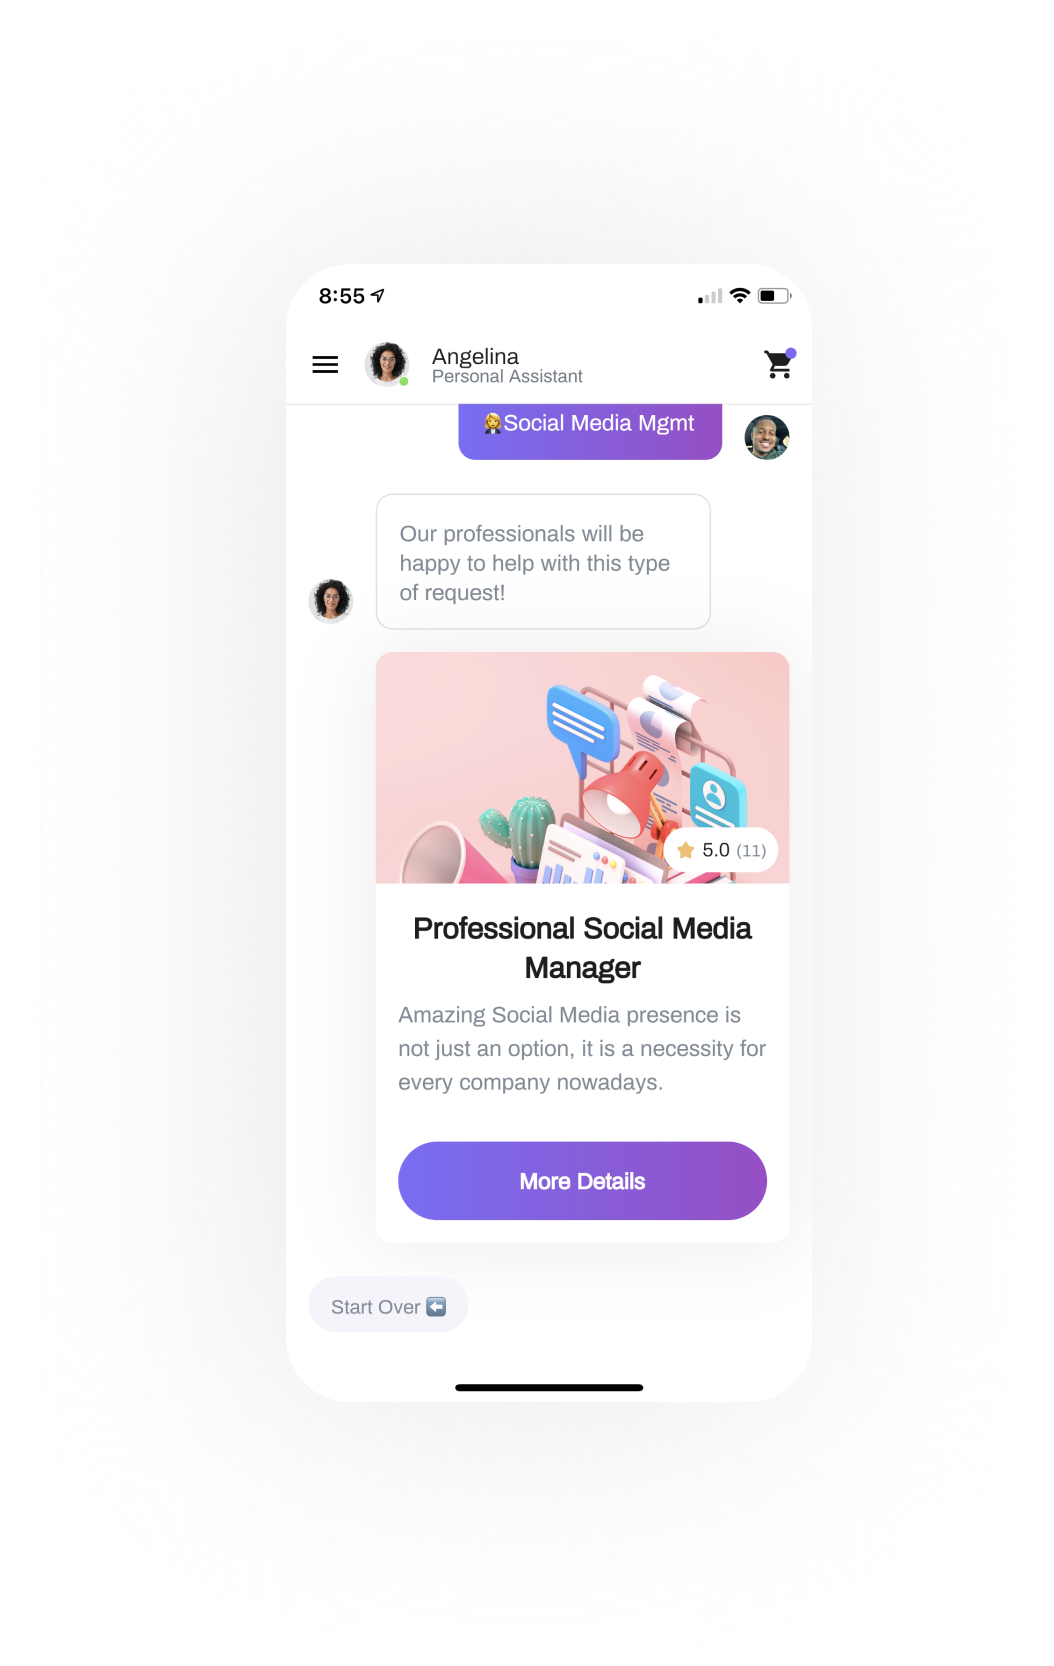 8:55
Angelina
Personal Assistant
👩‍💼Social Media Mgmt
Our professionals will be
happy to help with this type
of request!
5.0 (11)
Professional Social Media
Manager
Amazing Social Media presence is
not just an option, it is a necessity for
every company nowadays.
More Details
Start Over ⬅️